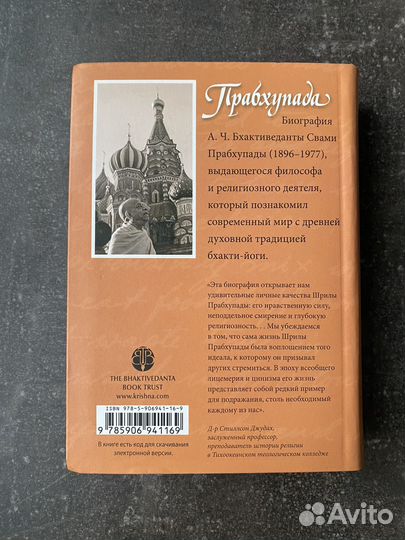 Прабхупада
Биография
А. Ч. Бхактиведанты Свами
Прабхупады (1896–1977),
выдающегося философа
и религиозного деятеля,
который познакомил
современный мир с древней
духовной традицией
бхакти-йоги.
«Эта биография открывает нам
удивительные личные качества Шрилы
Прабхупады: его нравственную силу,
неподдельное смирение и глубокую
религиозность. . . Мы убеждаемся
в том, что сама жизнь Шрилы
Прабхупады была воплощением того
идеала, к которому он призывал
других стремиться. В эпоху всеобщего
лицемерия и цинизма его жизнь
представляет собой редкий пример
для подражания, столь необходимый
каждому из нас».
Д-р Стиллсон Джудах,
заслуженный профессор,
преподаватель истории религии
в Тихоокеанском теологическом колледже
THE BHAKTIVEDANTA
BOOK TRUST
www.krishna.com
ISBN 978-5-906941-16-9
9785906941169
В книге есть код для скачивания
электронной версии.
Avito